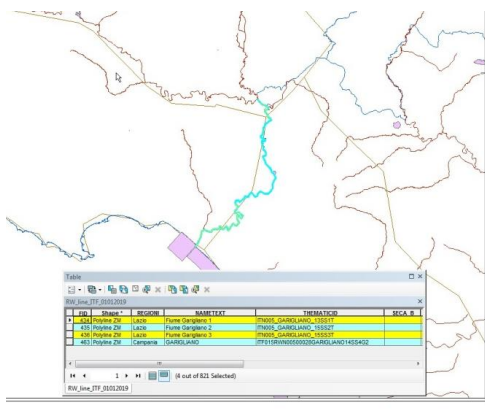 Table
RW_line_ITF_01012019
FID Shape * REGIONI NAMETEXT THEMATICID SECA_B
434 Polyline ZM Lazio Fiume Garigliano 1 ITN005_GARIGLIANO_13SS1T
435 Polyline ZM Lazio Fiume Garigliano 2 ITN005_GARIGLIANO_15SS2T
436 Polyline ZM Lazio Fiume Garigliano 3 ITN005_GARIGLIANO_15SS3T
463 Polyline ZM Campania GARIGLIANO ITF015RWN00500020GARIGLIANO14SS4G2
1 (4 out of 821 Selected)
RW_line_ITF_01012019